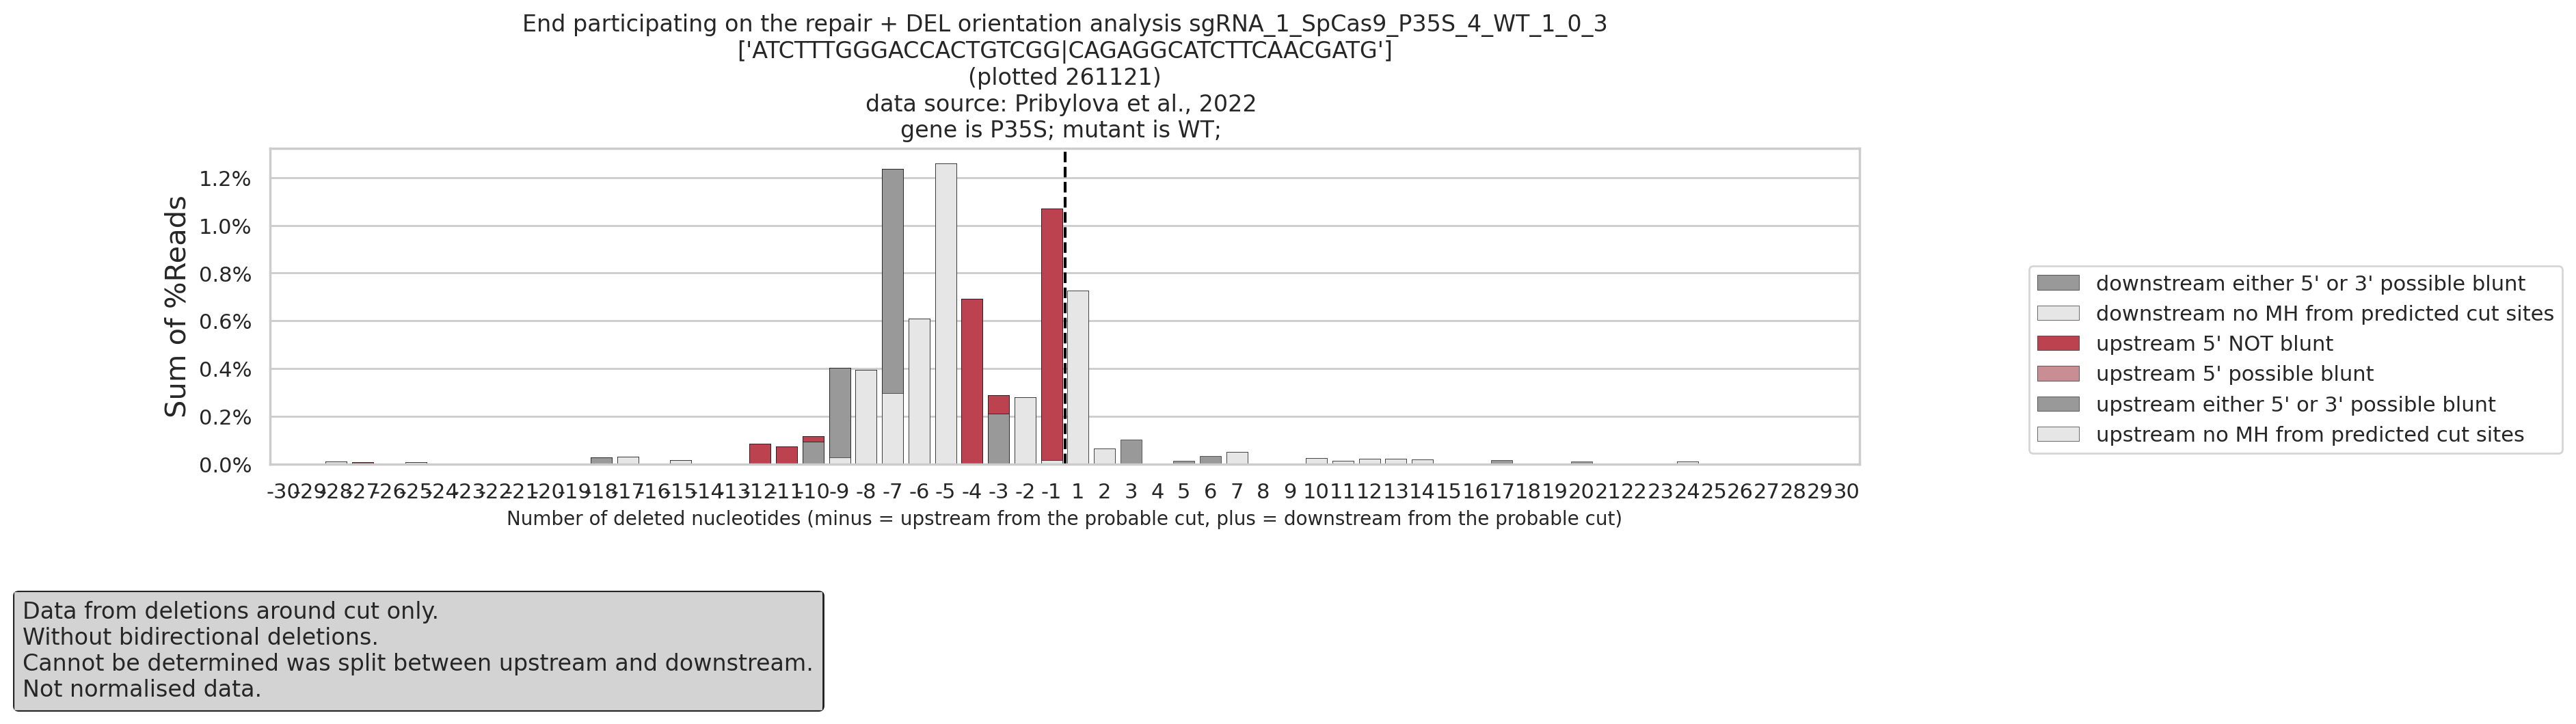 End participating on the repair + DEL orientation analysis sgRNA_1_SpCas9_P35S_4_WT_1_0_3
['ATCTTTGGGACCACTGTCGG|CAGAGGCATCTTCAACGATG']
(plotted 261121)
data source: Pribylova et al., 2022
gene is P35S; mutant is WT;
Sum of %Reads
1.2%
1.0%
0.8%
0.6%
0.4%
0.2%
0.0%
-30 -29 -28 -27 -26 -25 -24 -23 -22 -21 -20 -19 -18 -17 -16 -15 -14 -13 -12 -11 -10 -9 -8 -7 -6 -5 -4 -3 -2 -1 1 2 3 4 5 6 7 8 9 10 11 12 13 14 15 16 17 18 19 20 21 22 23 24 25 26 27 28 29 30
Number of deleted nucleotides (minus = upstream from the probable cut, plus = downstream from the probable cut)
downstream either 5' or 3' possible blunt
downstream no MH from predicted cut sites
upstream 5' NOT blunt
upstream 5' possible blunt
upstream either 5' or 3' possible blunt
upstream no MH from predicted cut sites
Data from deletions around cut only.
Without bidirectional deletions.
Cannot be determined was split between upstream and downstream.
Not normalised data.